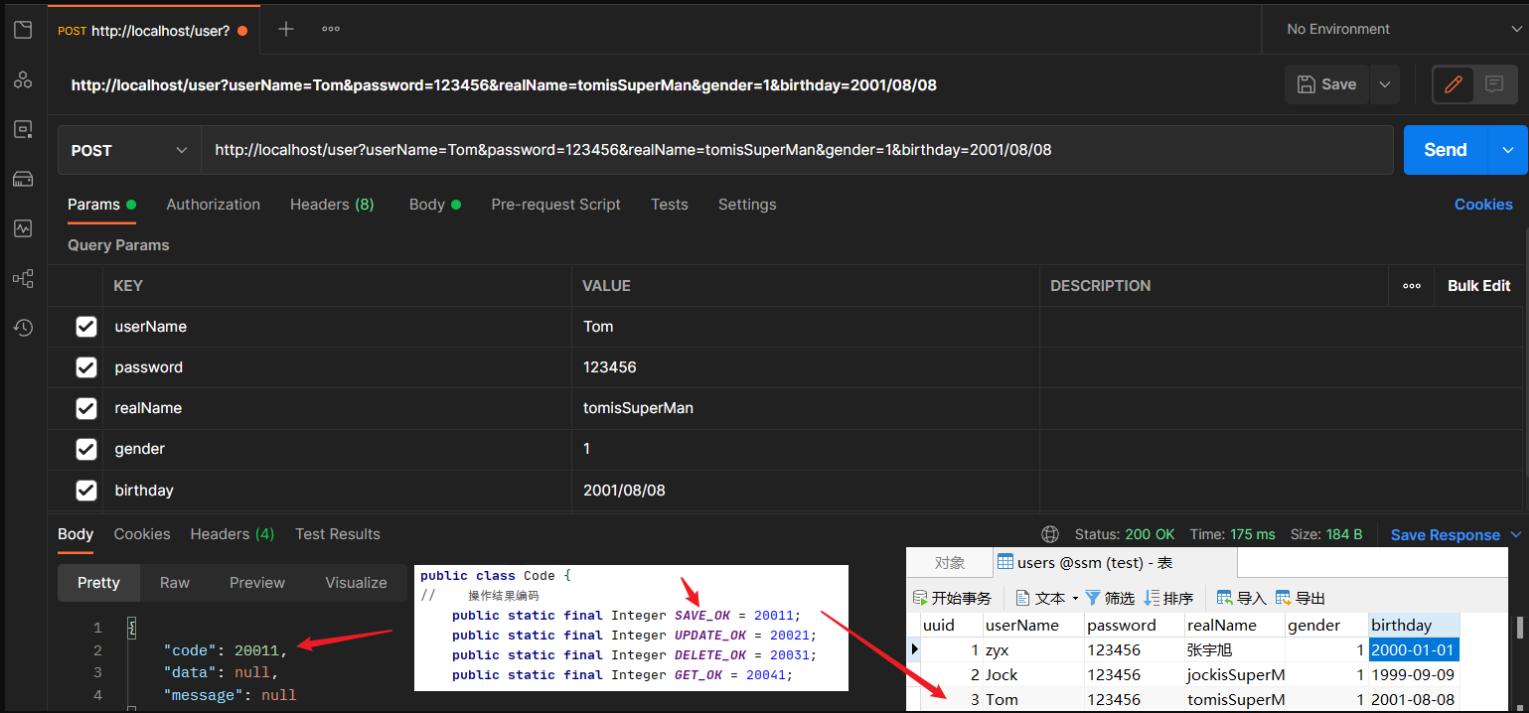 POST http://localhost/user?
No Environment
http://localhost/user?userName=Tom&password=123456&realName=tomisSuperMan&gender=1&birthday=2001/08/08
Save
POST http://localhost/user?userName=Tom&password=123456&realName=tomisSuperMan&gender=1&birthday=2001/08/08 Send
Params Authorization Headers (8) Body Pre-request Script Tests Settings Cookies
Query Params
KEY VALUE DESCRIPTION Bulk Edit
userName Tom
password 123456
realName tomisSuperMan
gender 1
birthday 2001/08/08
Body Cookies Headers (4) Test Results Status: 200 OK Time: 175 ms Size: 184 B Save Response
Pretty Raw Preview Visualize
1 {
2 "code": 20011,
3 "data": null,
4 "message": null
public class Code {
// 操作结果编码
public static final Integer SAVE_OK = 20011;
public static final Integer UPDATE_OK = 20021;
public static final Integer DELETE_OK = 20031;
public static final Integer GET_OK = 20041;
对象 users @ssm (test) - 表
开始事务 文本 筛选 排序 导入 导出
uuid userName password realName gender birthday
1 zyx 123456 张宇旭 1 2000-01-01
2 Jock 123456 jockisSuperM 1 1999-09-09
3 Tom 123456 tomisSuperM 1 2001-08-08